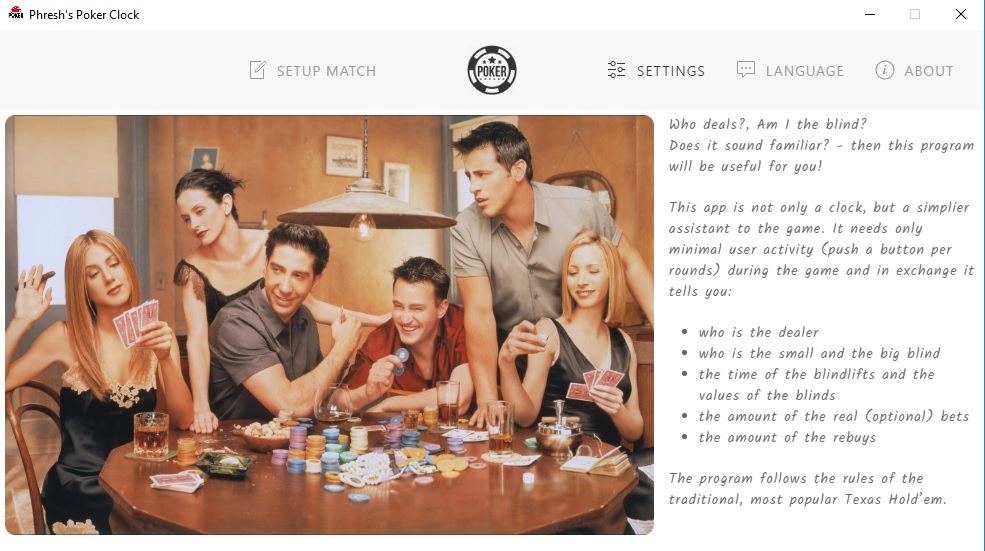 Phresh's Poker Clock
SETUP MATCH
POKER
SETTINGS
LANGUAGE
ABOUT
Who deals?, Am I the blind?
Does it sound familiar? - then this program
will be useful for you!
This app is not only a clock, but a simplier
assistant to the game. It needs only
minimal user activity (push a button per
rounds) during the game and in exchange it
tells you:
• who is the dealer
• who is the small and the big blind
• the time of the blindlifts and the
values of the blinds
• the amount of the real (optional) bets
• the amount of the rebuys
The program follows the rules of the
traditional, most popular Texas Hold'em.